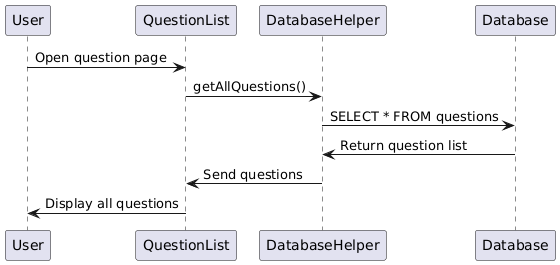 User QuestionList DatabaseHelper Database
Open question page
getAllQuestions()
SELECT * FROM questions
Return question list
Send questions
Display all questions
User QuestionList DatabaseHelper Database